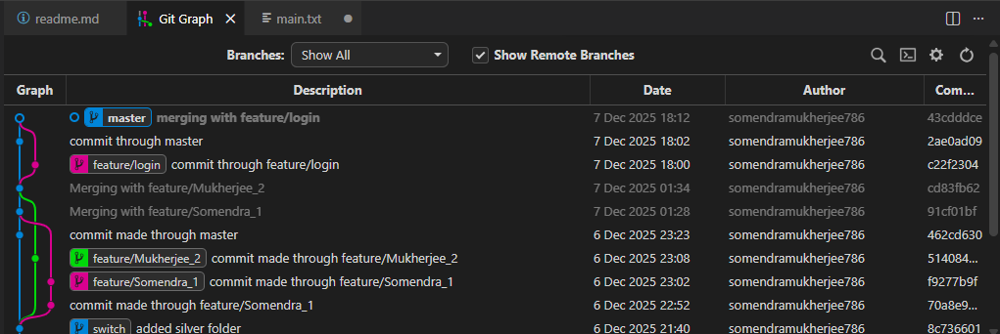 readme.md Git Graph main.txt
Branches: Show All Show Remote Branches
Graph Description Date Author Com...
master merging with feature/login 7 Dec 2025 18:12 somendramukherjee786 43cdddce
commit through master 7 Dec 2025 18:02 somendramukherjee786 2ae0ad09
feature/login commit through feature/login 7 Dec 2025 18:00 somendramukherjee786 c22f2304
Merging with feature/Mukherjee_2 7 Dec 2025 01:34 somendramukherjee786 cd83fb62
Merging with feature/Somendra_1 7 Dec 2025 01:28 somendramukherjee786 91cf01bf
commit made through master 6 Dec 2025 23:23 somendramukherjee786 462cd630
feature/Mukherjee_2 commit made through feature/Mukherjee_2 6 Dec 2025 23:08 somendramukherjee786 514084...
feature/Somendra_1 commit made through feature/Somendra_1 6 Dec 2025 23:02 somendramukherjee786 f9277b9f
commit made through feature/Somendra_1 6 Dec 2025 22:52 somendramukherjee786 70a8e9...
switch added silver folder 6 Dec 2025 21:40 somendramukherjee786 8c736601